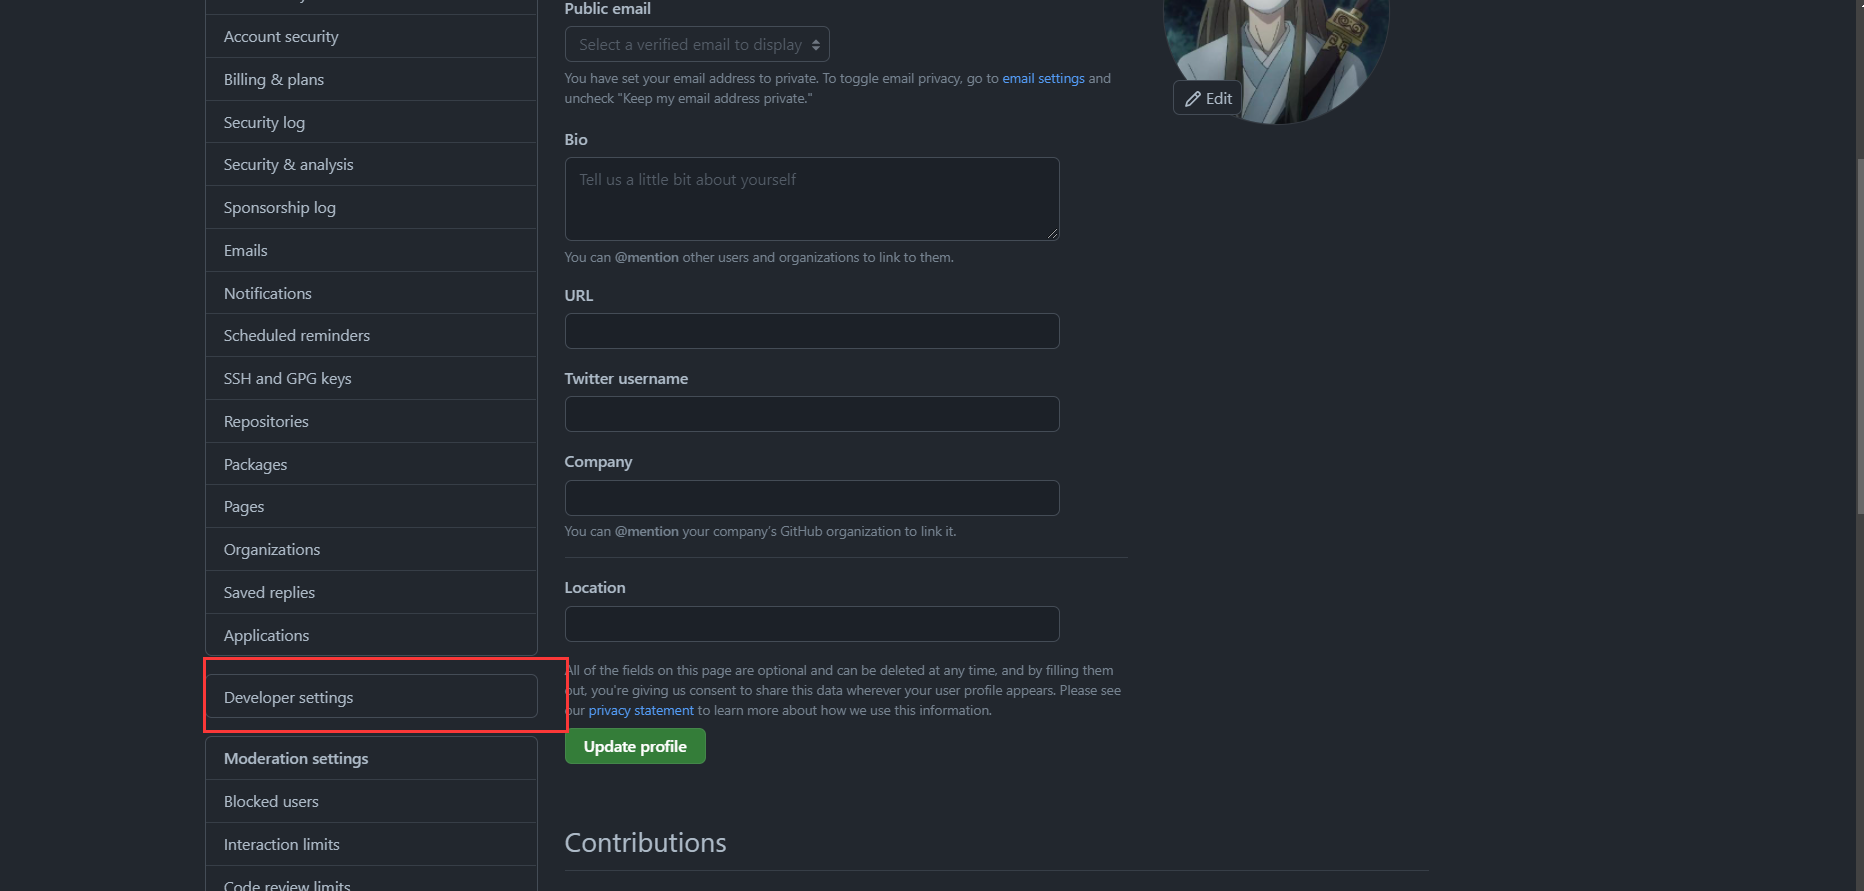 Account security
Billing & plans
Security log
Security & analysis
Sponsorship log
Emails
Notifications
Scheduled reminders
SSH and GPG keys
Repositories
Packages
Pages
Organizations
Saved replies
Applications
Developer settings
Moderation settings
Blocked users
Interaction limits
Code review limits
Public email
Select a verified email to display
You have set your email address to private. To toggle email privacy, go to email settings and
uncheck "Keep my email address private."
Bio
Tell us a little bit about yourself
You can @mention other users and organizations to link to them.
URL
Twitter username
Company
You can @mention your company's GitHub organization to link it.
Location
All of the fields on this page are optional and can be deleted at any time, and by filling them
out, you're giving us consent to share this data wherever your user profile appears. Please see
our privacy statement to learn more about how we use this information.
Update profile
Contributions
Edit